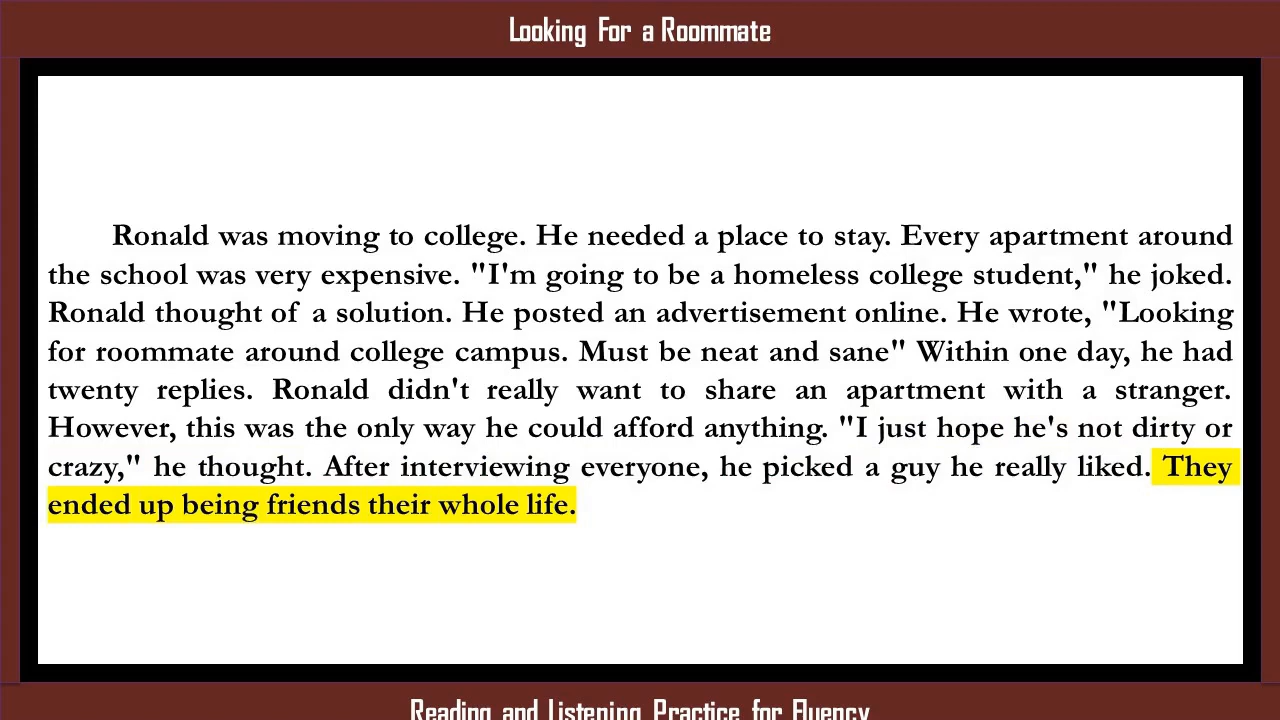 Looking For a Roommate
Ronald was moving to college. He needed a place to stay. Every apartment around
the school was very expensive. "I'm going to be a homeless college student," he joked.
Ronald thought of a solution. He posted an advertisement online. He wrote, "Looking
for roommate around college campus. Must be neat and sane" Within one day, he had
twenty replies. Ronald didn't really want to share an apartment with a stranger.
However, this was the only way he could afford anything. "I just hope he's not dirty or
crazy," he thought. After interviewing everyone, he picked a guy he really liked. They
ended up being friends their whole life.
Reading and Listening Practice for Fluency